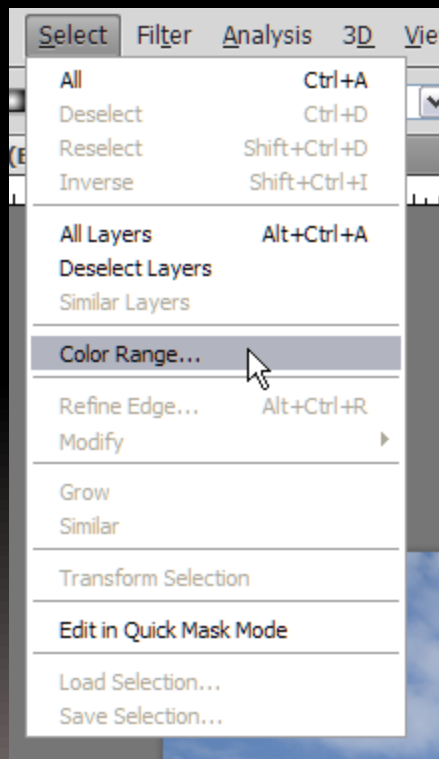 Select Filter Analysis 3D Vie
All Ctrl+A
Deselect Ctrl+D
Reselect Shift+Ctrl+D
Inverse Shift+Ctrl+I
All Layers Alt+Ctrl+A
Deselect Layers
Similar Layers
Color Range...
Refine Edge... Alt+Ctrl+R
Modify
Grow
Similar
Transform Selection
Edit in Quick Mask Mode
Load Selection...
Save Selection...